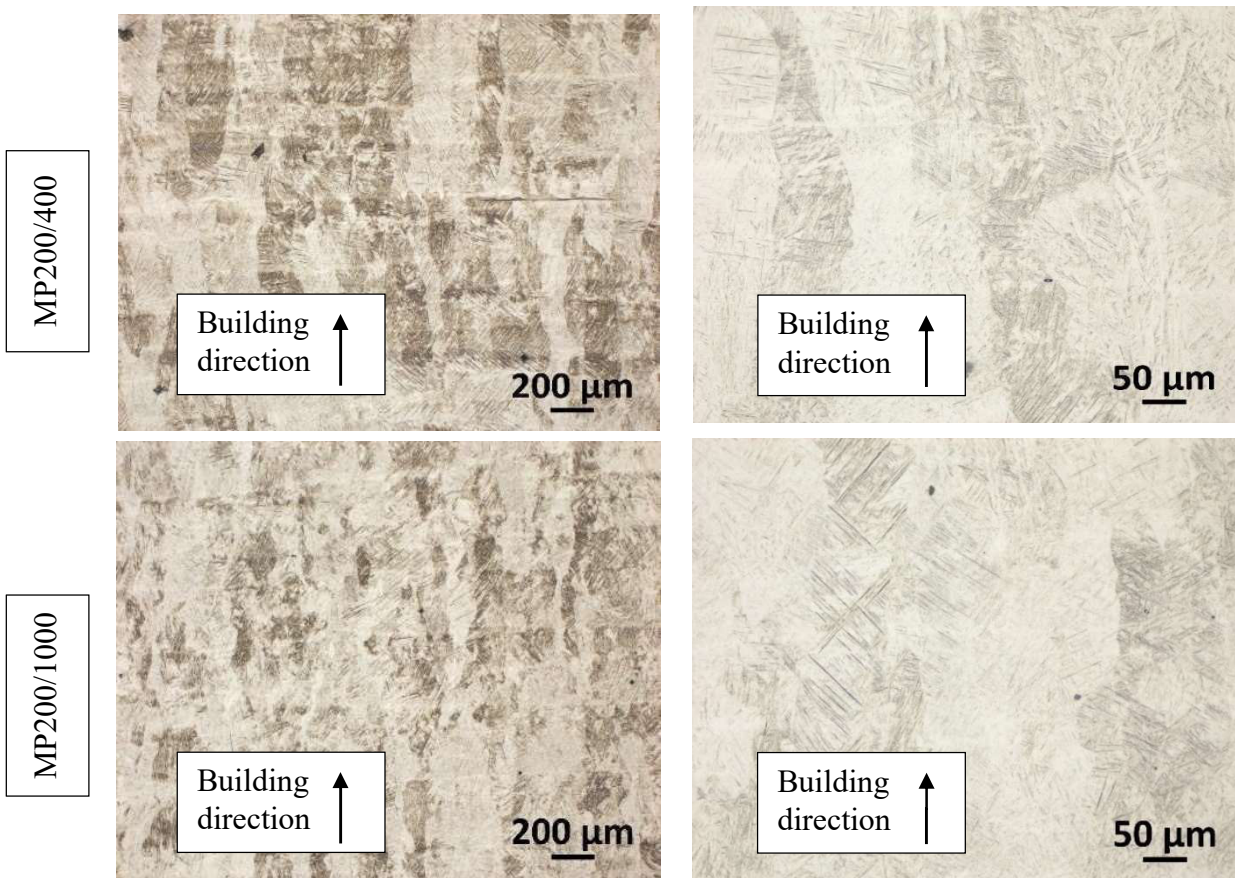 MP200/400
Building
direction
200 µm
Building
direction
50 µm
MP200/1000
Building
direction
200 µm
Building
direction
50 µm